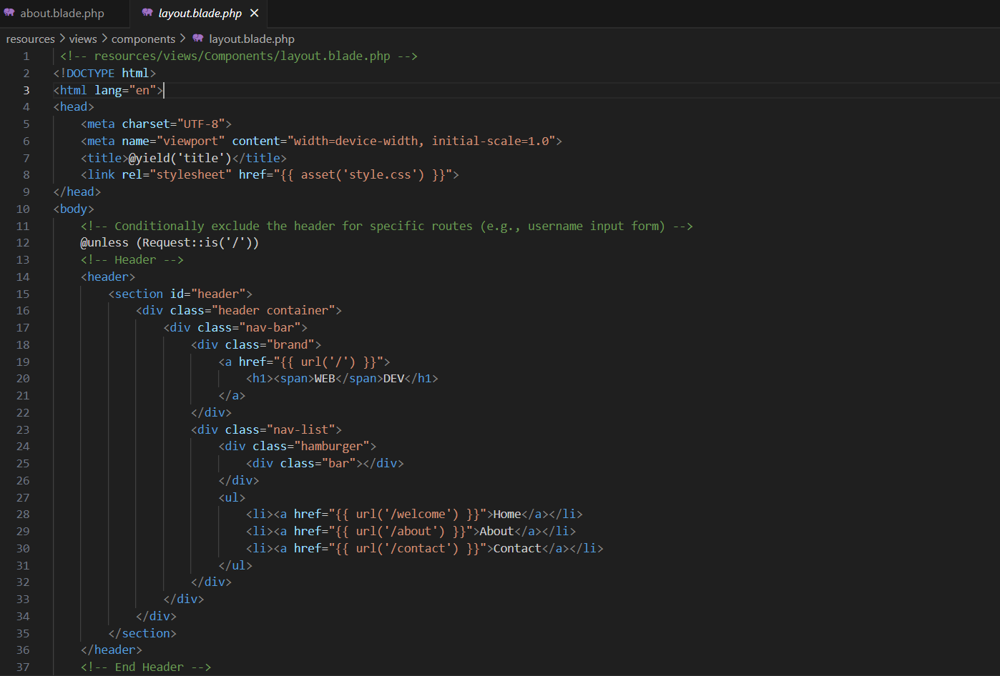 about.blade.php layout.blade.php ×
resources > views > components > layout.blade.php
1 <!-- resources/views/Components/layout.blade.php -->
2 <!DOCTYPE html>
3 <html lang="en">
4 <head>
5     <meta charset="UTF-8">
6     <meta name="viewport" content="width=device-width, initial-scale=1.0">
7     <title>@yield('title')</title>
8     <link rel="stylesheet" href="{{ asset('style.css') }}">
9 </head>
10 <body>
11     <!-- Conditionally exclude the header for specific routes (e.g., username input form) -->
12     @unless (Request::is('/'))
13     <!-- Header -->
14     <header>
15         <section id="header">
16             <div class="header container">
17                 <div class="nav-bar">
18                     <div class="brand">
19                         <a href="{{ url('/') }}">
20                             <h1><span>WEB</span>DEV</h1>
21                         </a>
22                     </div>
23                     <div class="nav-list">
24                         <div class="hamburger">
25                             <div class="bar"></div>
26                         </div>
27                         <ul>
28                             <li><a href="{{ url('/welcome') }}">Home</a></li>
29                             <li><a href="{{ url('/about') }}">About</a></li>
30                             <li><a href="{{ url('/contact') }}">Contact</a></li>
31                         </ul>
32                     </div>
33                 </div>
34             </div>
35         </section>
36     </header>
37     <!-- End Header -->